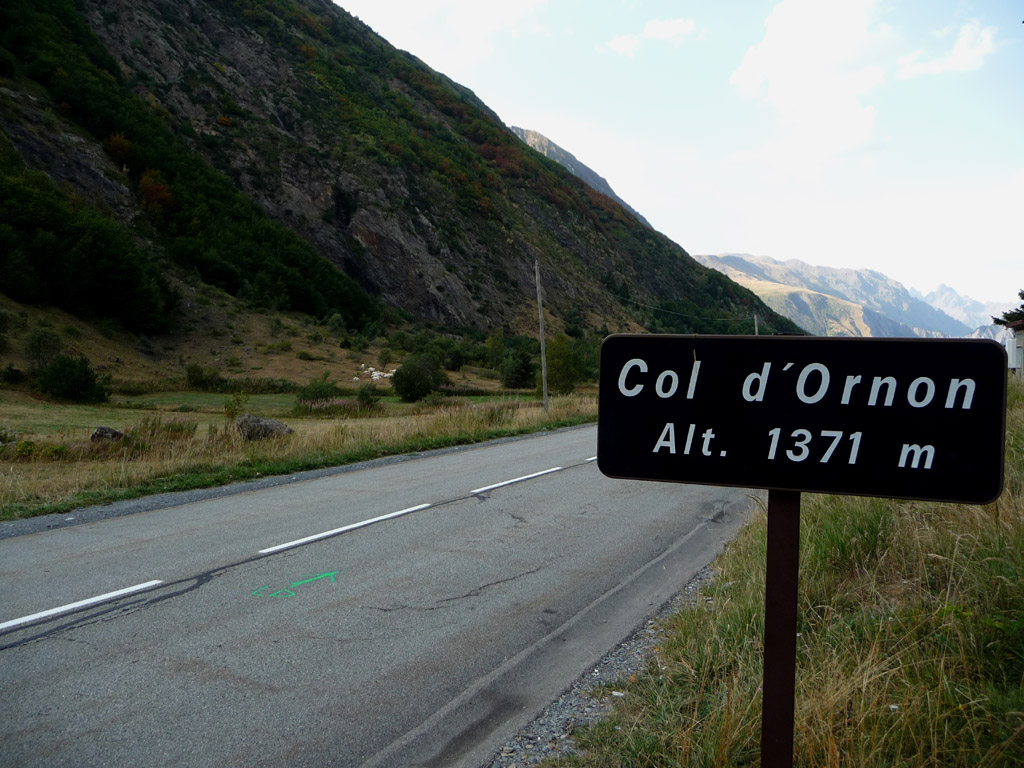 Col d'Ornon
Alt. 1371 m